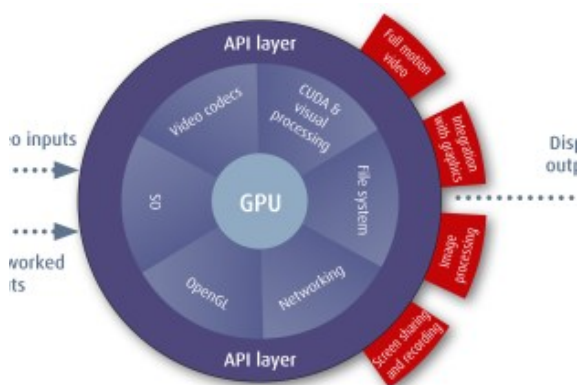 API layer
Full motion
video
Video codecs
CUDA &
visual
processing
Integration
with graphics
eo inputs
Disp
outp
OS
GPU
File system
Image
processing
worked
ts
OpenGL
Networking
Screen sharing
and recording
API layer